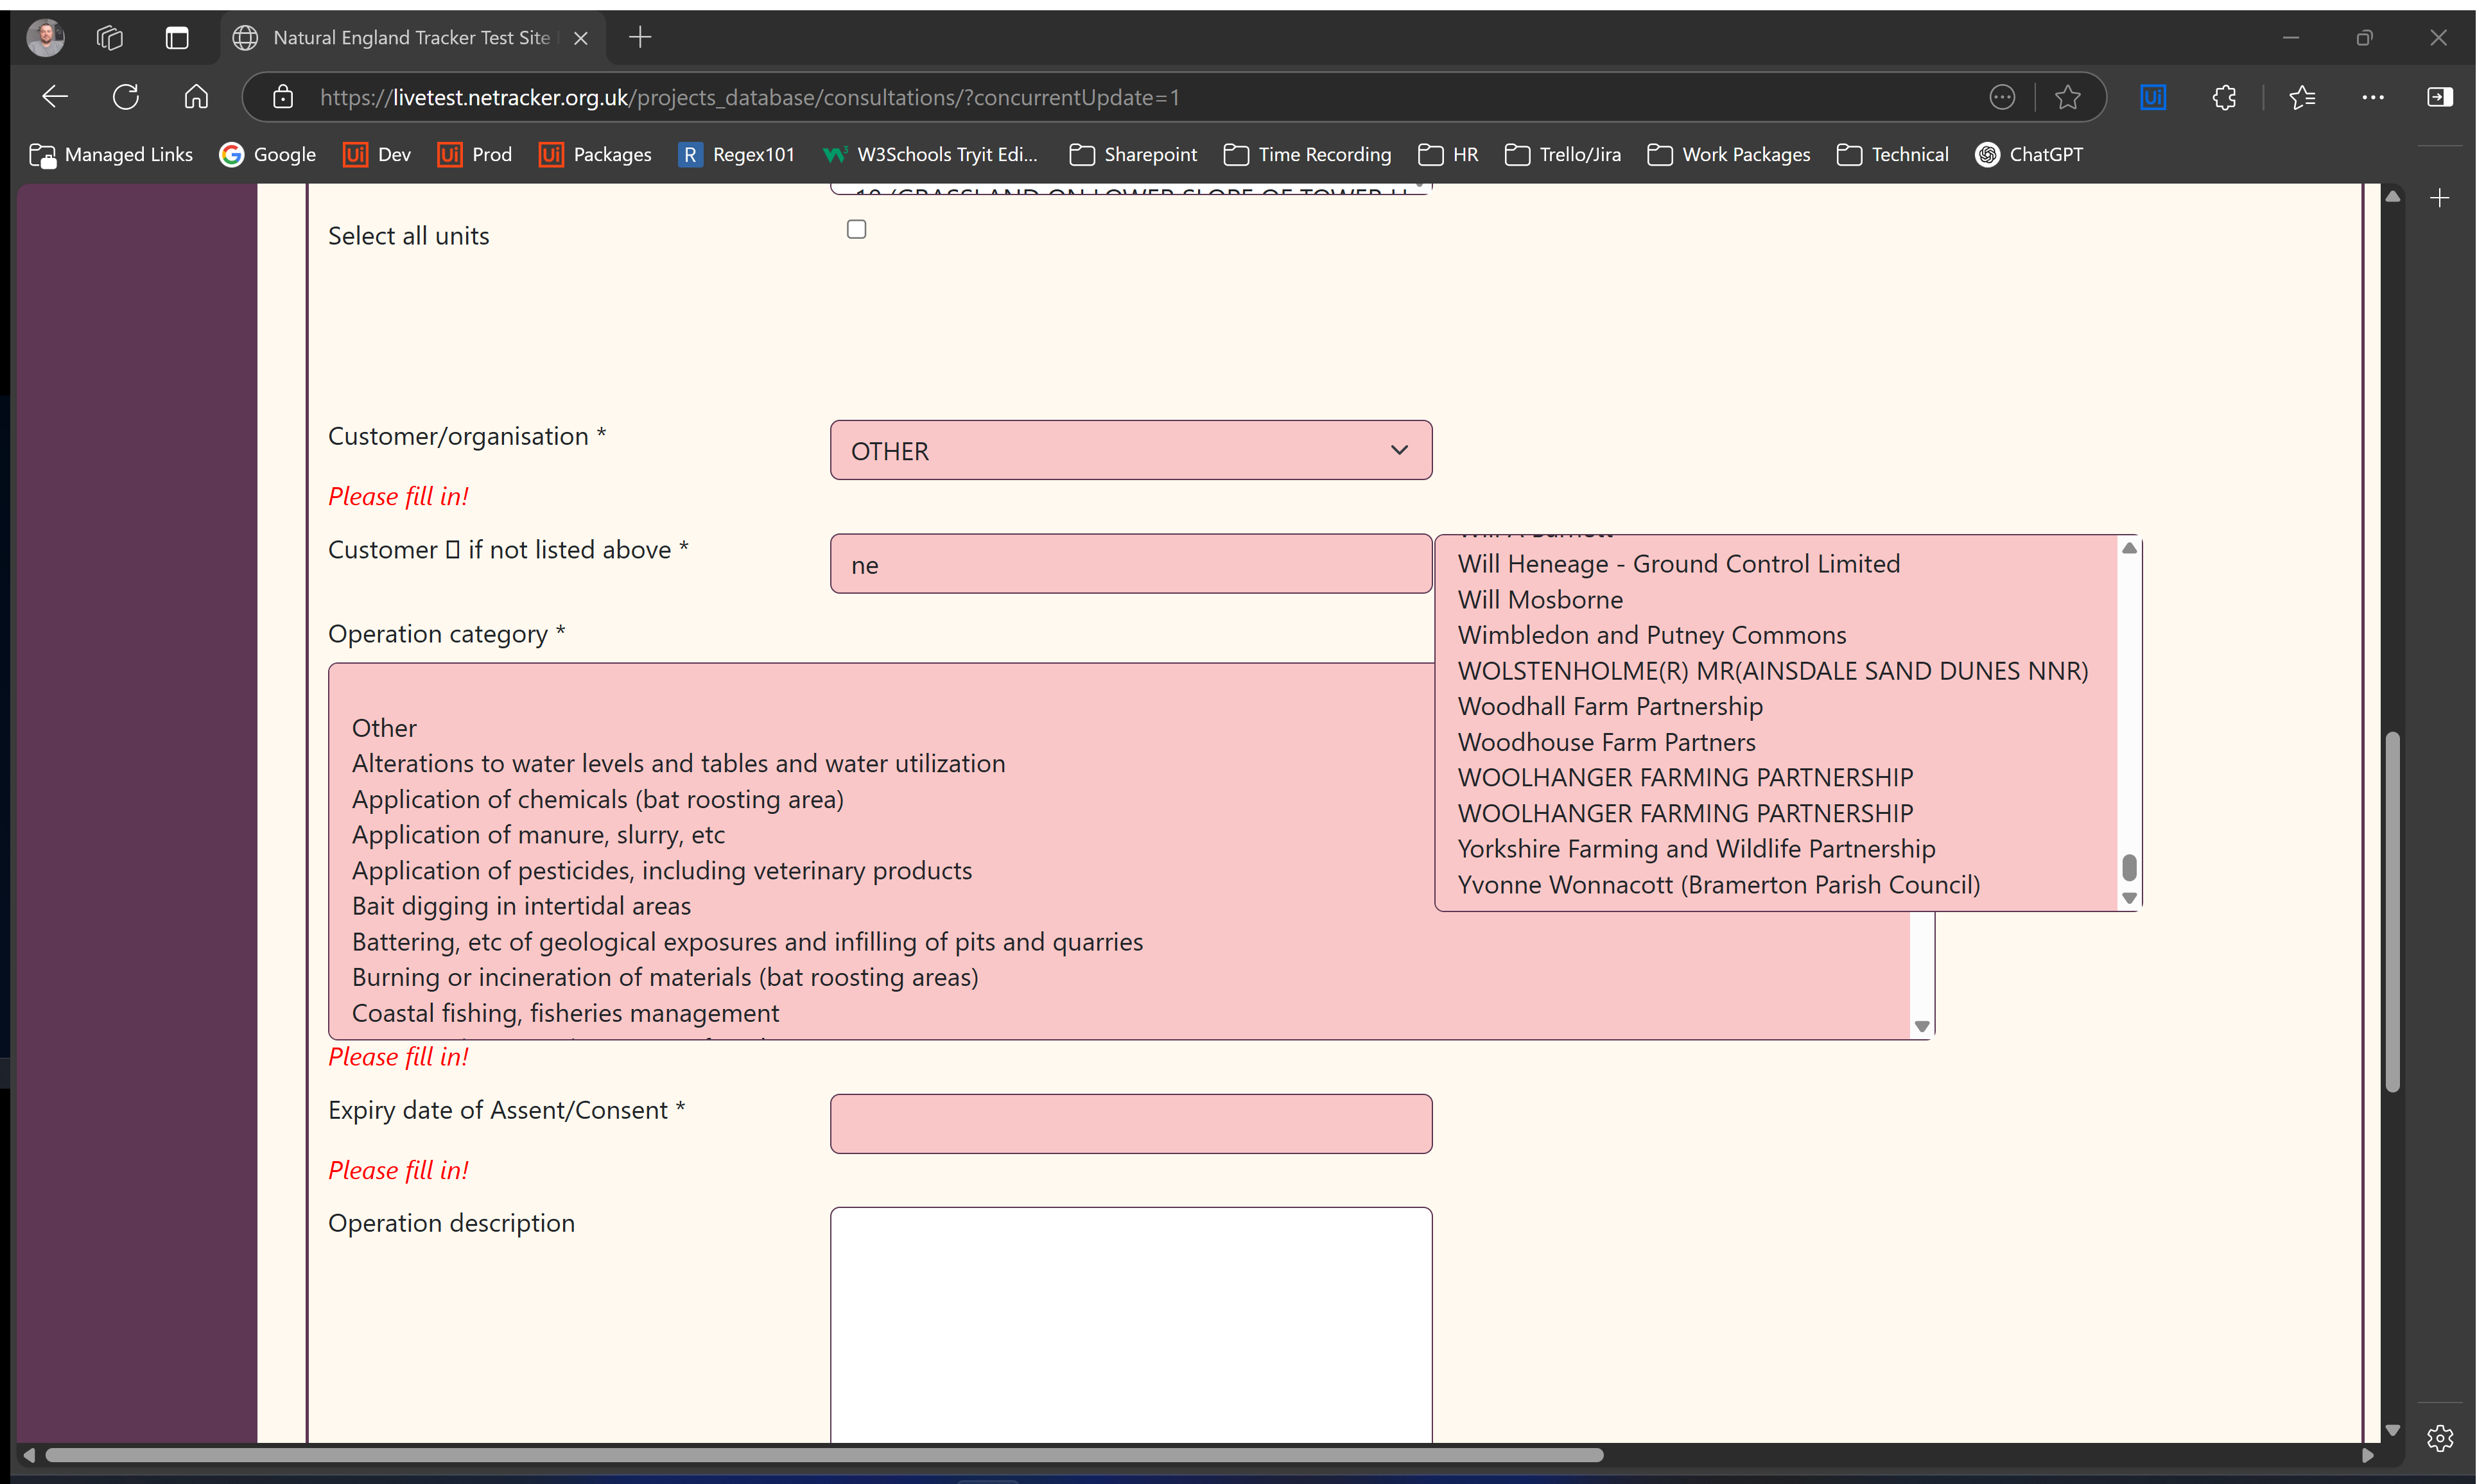 Natural England Tracker Test Site
https://livetest.netracker.org.uk/projects_database/consultations/?concurrentUpdate=1
Managed Links
Google
Dev
Prod
Packages
Regex101
W3Schools Tryit Edi...
Sharepoint
Time Recording
HR
Trello/Jira
Work Packages
Technical
ChatGPT
10 (GRASSLAND ON LOWER SLOPE OF TOWER H
Select all units
Customer/organisation *
OTHER
Please fill in!
Customer ▯ if not listed above *
ne
Will Heneage - Ground Control Limited
Will Mosborne
Wimbledon and Putney Commons
WOLSTENHOLME(R) MR(AINSDALE SAND DUNES NNR)
Woodhall Farm Partnership
Woodhouse Farm Partners
WOOLHANGER FARMING PARTNERSHIP
WOOLHANGER FARMING PARTNERSHIP
Yorkshire Farming and Wildlife Partnership
Yvonne Wonnacott (Bramerton Parish Council)
Operation category *
Other
Alterations to water levels and tables and water utilization
Application of chemicals (bat roosting area)
Application of manure, slurry, etc
Application of pesticides, including veterinary products
Bait digging in intertidal areas
Battering, etc of geological exposures and infilling of pits and quarries
Burning or incineration of materials (bat roosting areas)
Coastal fishing, fisheries management
Please fill in!
Expiry date of Assent/Consent *
Please fill in!
Operation description